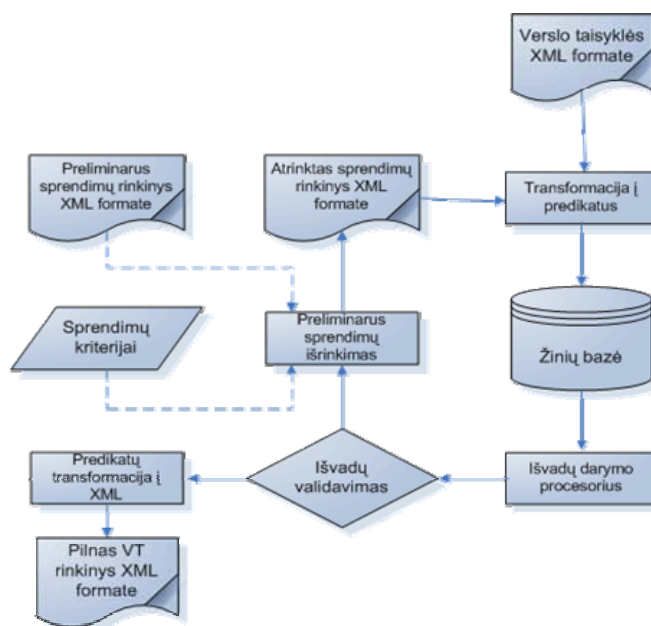 Verslo taisyklės
XML formate
Preliminarus
sprendimų rinkinys
XML formate
Atrinktas sprendimų
rinkinys XML
formate
Transformacija į
predikatus
Sprendimų
kriterijai
Preliminarus
sprendimų
išrinkimas
Žinių bazė
Predikatų
transformacija į
XML
Išvadų
validavimas
Išvadų darymo
procesorius
Pilnas VT
rinkinys XML
formate